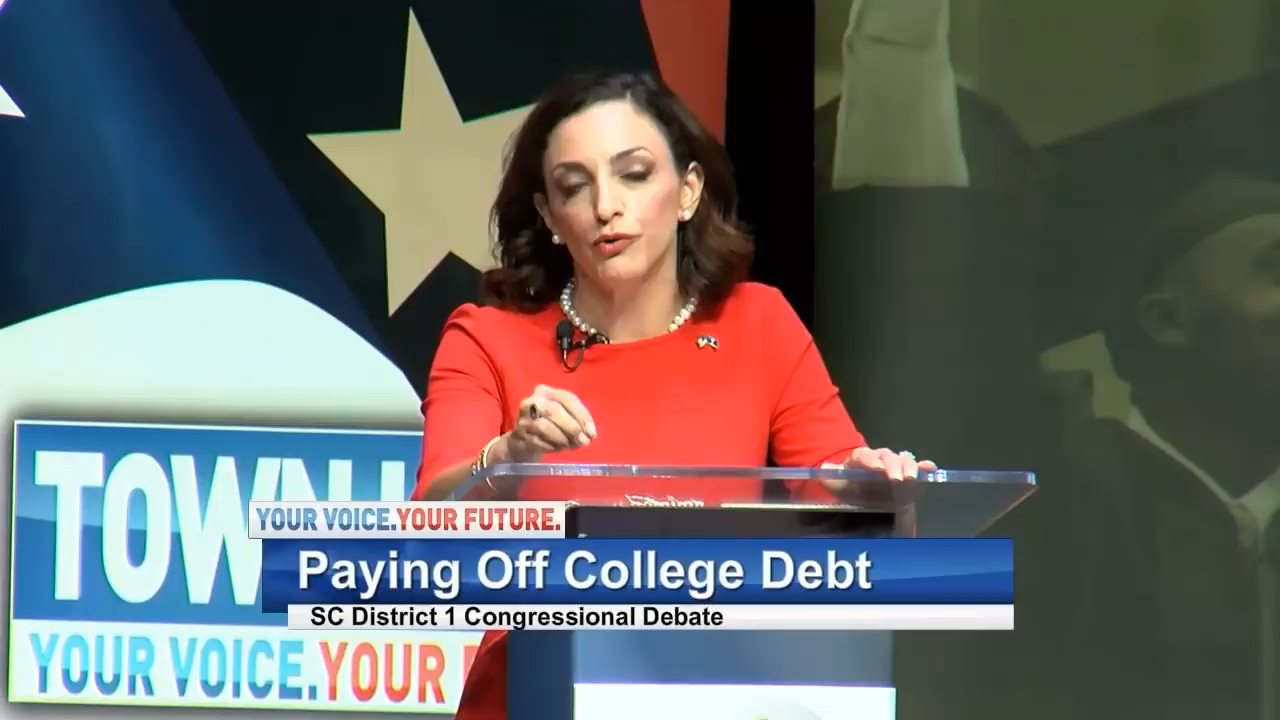 TOWN
YOUR VOICE.YOUR FUTURE.
Paying Off College Debt
SC District 1 Congressional Debate
YOUR VOICE.YOUR